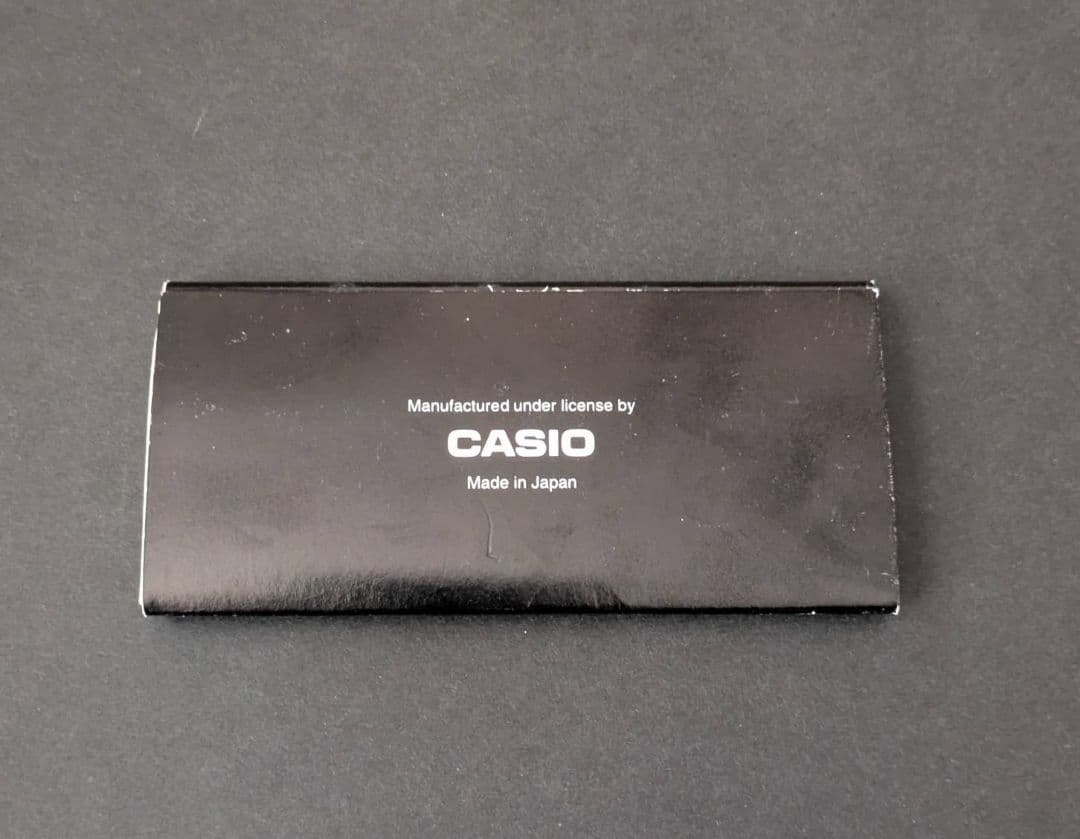 Manufactured under license by
CASIO
Made in Japan